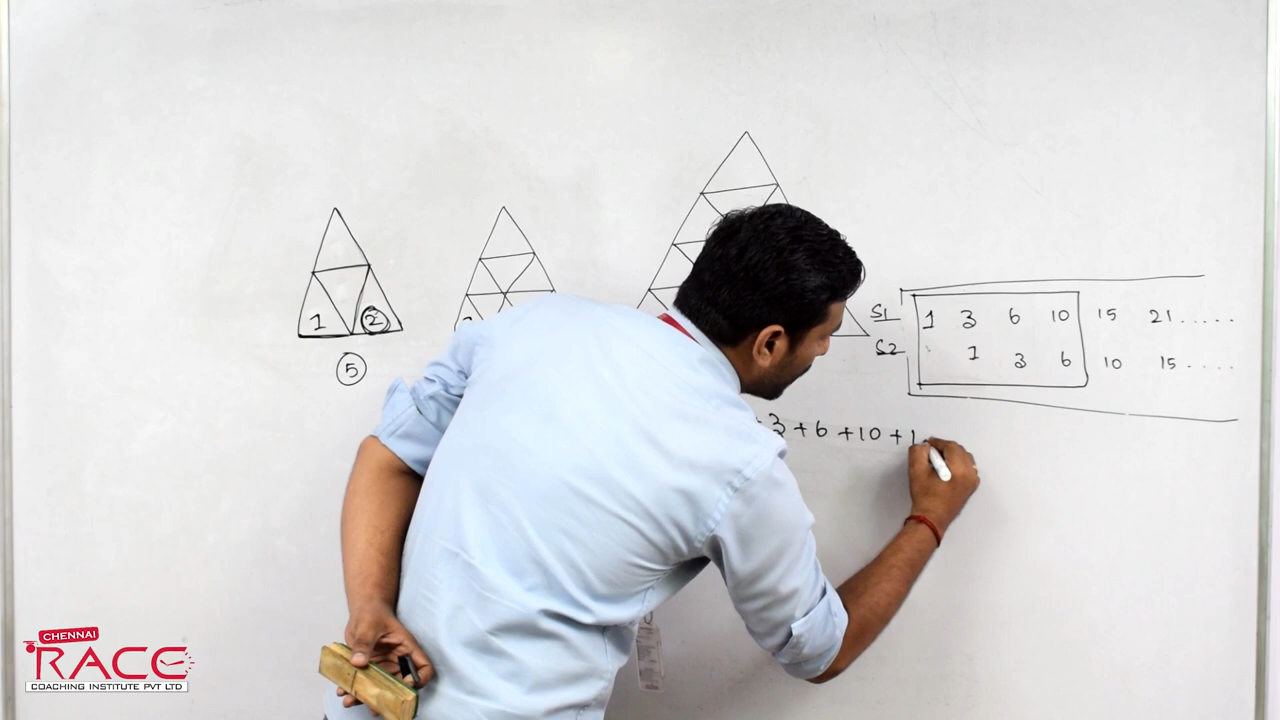 S1 1 3 6 10 15 21.....
S2 1 3 6 10 15.....
1 2
5
+3+6+10+1
CHENNAI
RACE
COACHING INSTITUTE PVT LTD